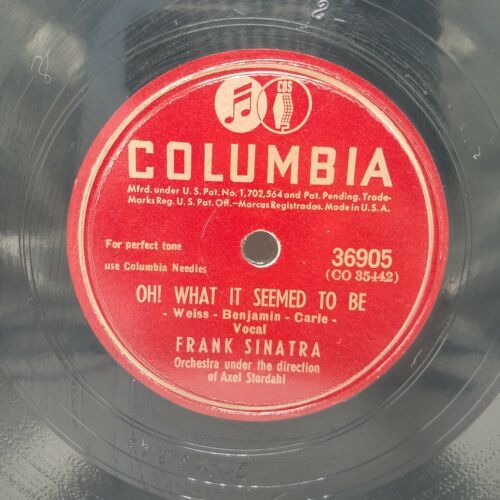 CBS
COLUMBIA
Mfrd. under U.S. Pat. No. 1,702,564 and Pat. Pending. Trade-
Marks Reg. U.S. Pat. Off.—Marcas Registradas. Made in U.S.A.
For perfect tone
use Columbia Needles
36905
(CO 35442)
OH! WHAT IT SEEMED TO BE
- Weiss - Benjamin - Carle -
Vocal
FRANK SINATRA
Orchestra under the direction
of Axel Stordahl